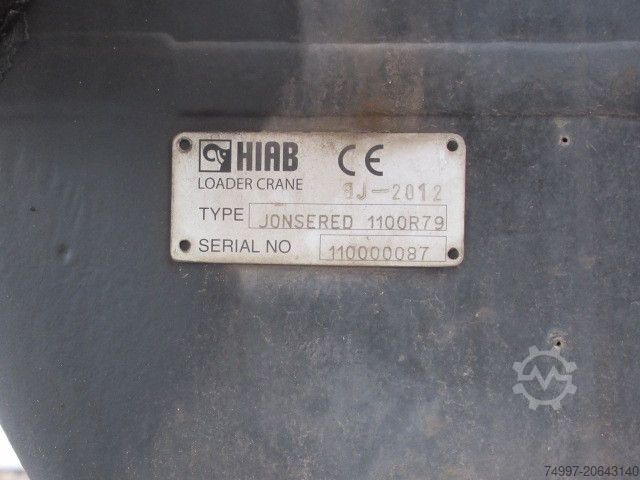 HIAB CE
LOADER CRANE BJ-2012
TYPE JONSERED 1100R79
SERIAL NO 110000087
74997-20643140